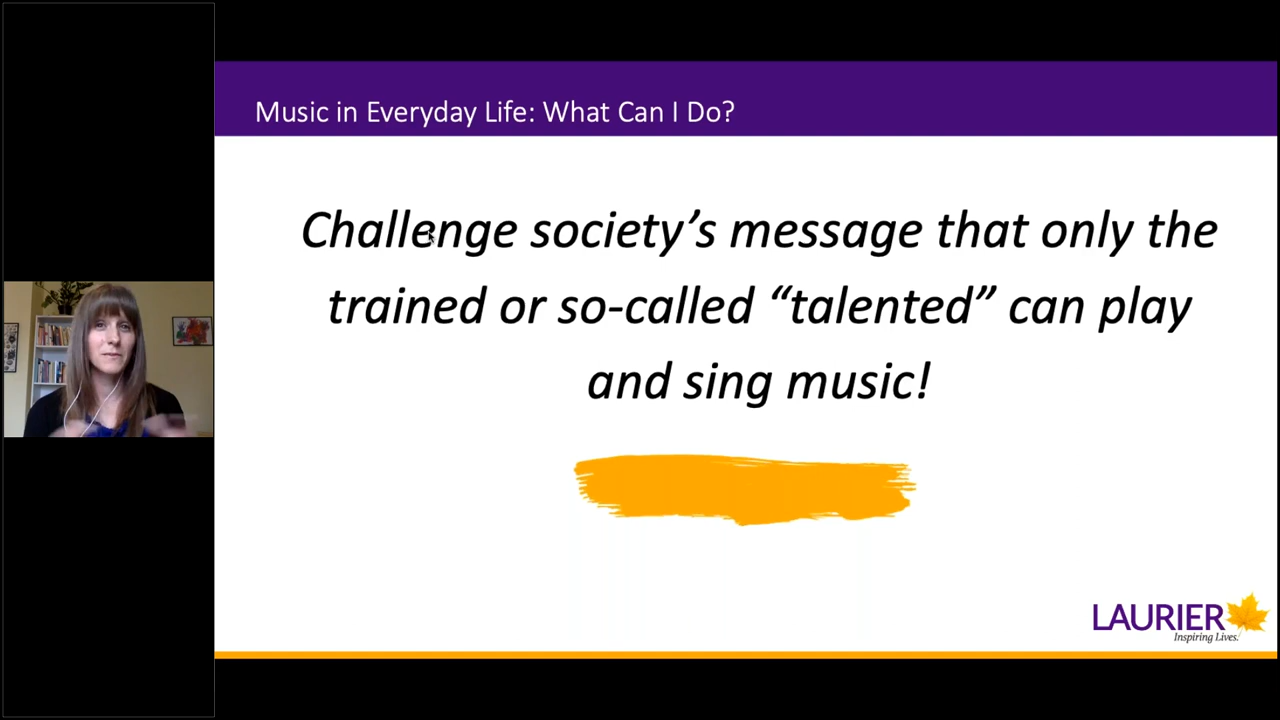 Music in Everyday Life: What Can I Do?
Challenge society’s message that only the
trained or so-called “talented” can play
and sing music!
LAURIER
Inspiring Lives.